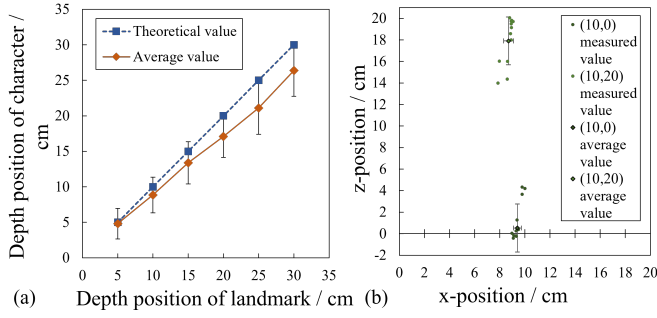 Depth position of character /
cm
35
30
25
20
15
10
5
0
Theoretical value
Average value
0 5 10 15 20 25 30 35
(a)
Depth position of landmark / cm
z-position / cm
20
18
16
14
12
10
8
6
4
2
0
-2
(10,0)
measured
value
(10,20)
measured
value
(10,0)
average
value
(10,20)
average
value
0 2 4 6 8 10 12 14 16 18 20
(b)
x-position / cm